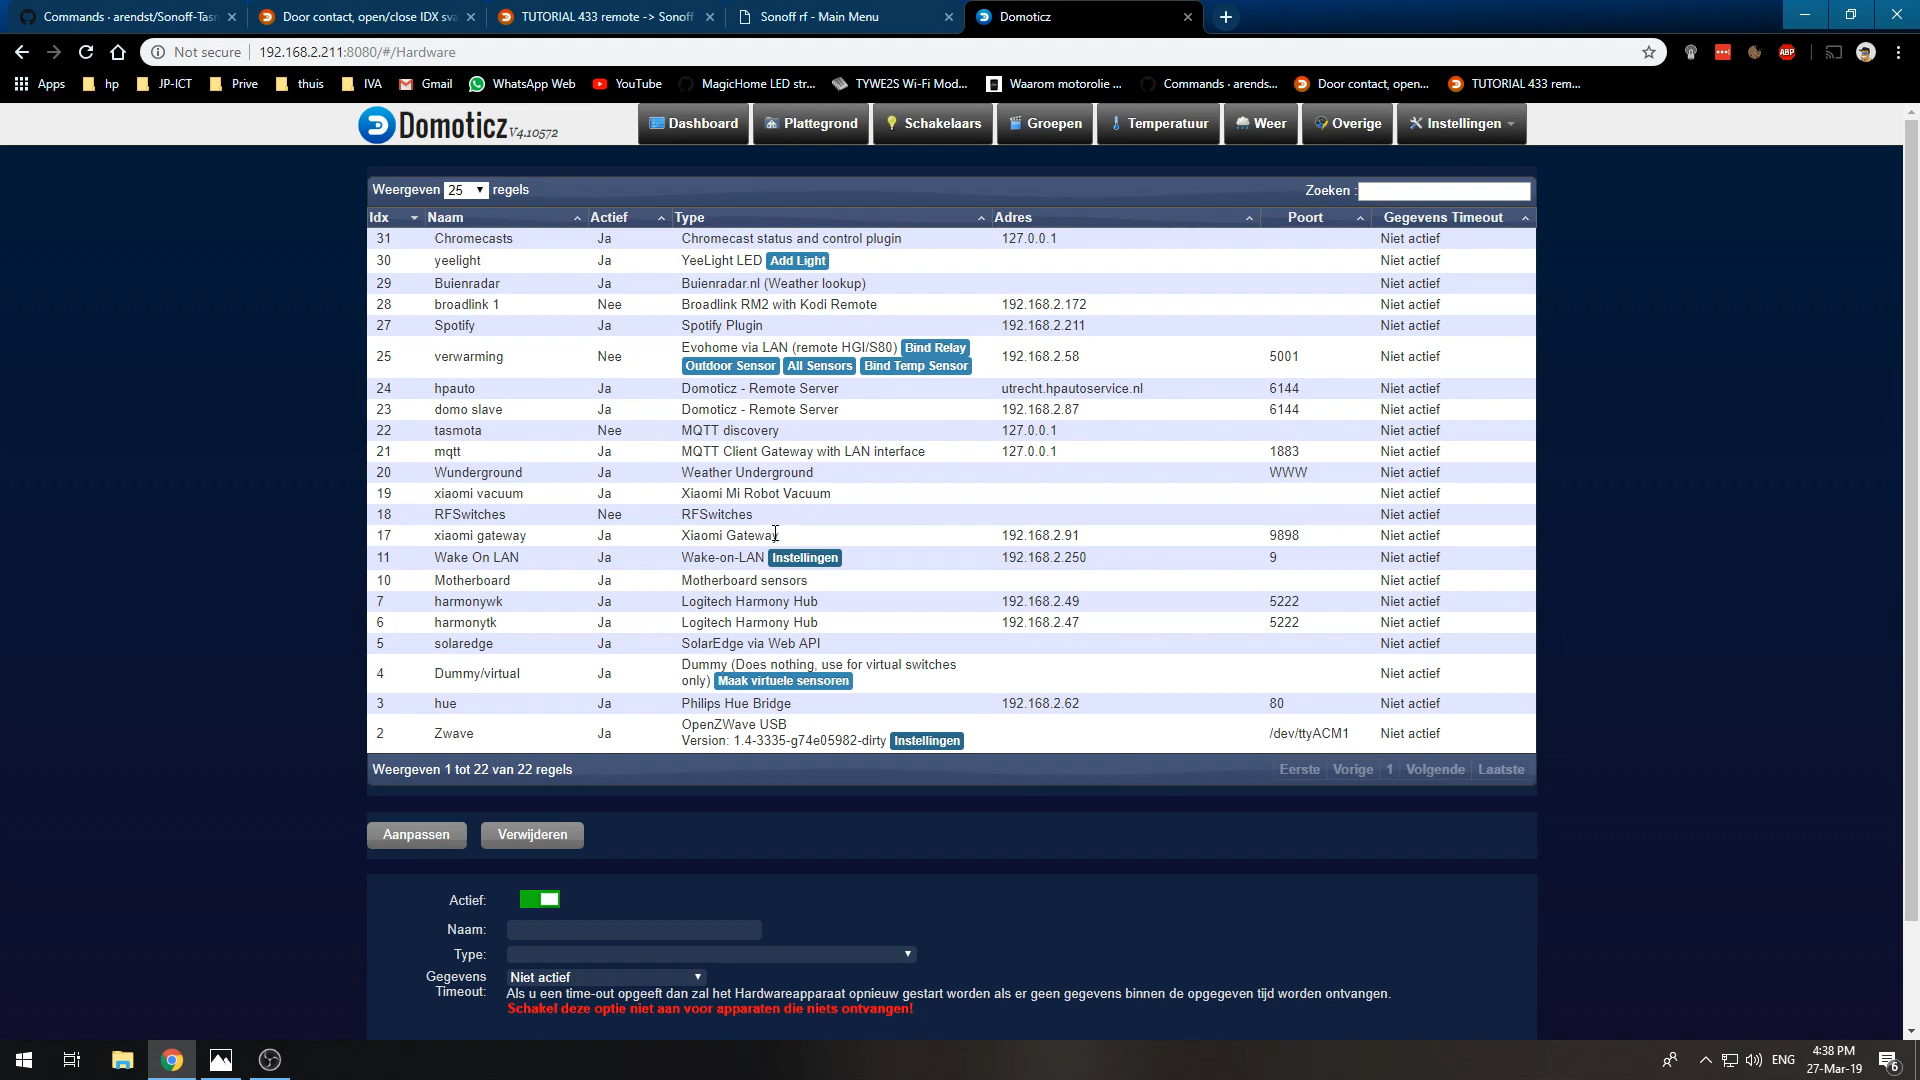 Commands · arendst/Sonoff-Tasn
Door contact, open/close IDX sva
TUTORIAL 433 remote -> Sonoff
Sonoff rf - Main Menu
Domoticz
Not secure
192.168.2.211:8080/#/Hardware
ABP
Apps hp JP-ICT Prive thuis IVA Gmail WhatsApp Web YouTube MagicHome LED str... TYWE2S Wi-Fi Mod... Waarom motorolie ... Commands · arends... Door contact, open... TUTORIAL 433 rem...
Domoticz V4.10572
Dashboard Plattegrond Schakelaars Groepen Temperatuur Weer Overige Instellingen
Weergeven 25 regels Zoeken :
Idx Naam Actief Type Adres Poort Gegevens Timeout
31 Chromecasts Ja Chromecast status and control plugin 127.0.0.1 Niet actief
30 yeelight Ja YeeLight LED Add Light Niet actief
29 Buienradar Ja Buienradar.nl (Weather lookup) Niet actief
28 broadlink 1 Nee Broadlink RM2 with Kodi Remote 192.168.2.172 Niet actief
27 Spotify Ja Spotify Plugin 192.168.2.211 Niet actief
25 verwarming Nee Evohome via LAN (remote HGI/S80) Bind Relay 192.168.2.58 5001 Niet actief
Outdoor Sensor All Sensors Bind Temp Sensor
24 hpauto Ja Domoticz - Remote Server utrecht.hpautoservice.nl 6144 Niet actief
23 domo slave Ja Domoticz - Remote Server 192.168.2.87 6144 Niet actief
22 tasmota Nee MQTT discovery 127.0.0.1 Niet actief
21 mqtt Ja MQTT Client Gateway with LAN interface 127.0.0.1 1883 Niet actief
20 Wunderground Ja Weather Underground WWW Niet actief
19 xiaomi vacuum Ja Xiaomi Mi Robot Vacuum Niet actief
18 RFSwitches Nee RFSwitches Niet actief
17 xiaomi gateway Ja Xiaomi Gateway 192.168.2.91 9898 Niet actief
11 Wake On LAN Ja Wake-on-LAN Instellingen 192.168.2.250 9 Niet actief
10 Motherboard Ja Motherboard sensors Niet actief
7 harmonywk Ja Logitech Harmony Hub 192.168.2.49 5222 Niet actief
6 harmonytk Ja Logitech Harmony Hub 192.168.2.47 5222 Niet actief
5 solaredge Ja SolarEdge via Web API Niet actief
4 Dummy/virtual Ja Dummy (Does nothing, use for virtual switches Niet actief
only) Maak virtuele sensoren
3 hue Ja Philips Hue Bridge 192.168.2.62 80 Niet actief
2 Zwave Ja OpenZWave USB /dev/ttyACM1 Niet actief
Version: 1.4-3335-g74e05982-dirty Instellingen
Weergeven 1 tot 22 van 22 regels Eerste Vorige 1 Volgende Laatste
Aanpassen Verwijderen
Actief:
Naam:
Type:
Gegevens Niet actief
Timeout: Als u een time-out opgeeft dan zal het Hardwareapparaat opnieuw gestart worden als er geen gegevens binnen de opgegeven tijd worden ontvangen.
Schakel deze optie niet aan voor apparaten die niets ontvangen!
ENG
4:38 PM
27-Mar-19
6